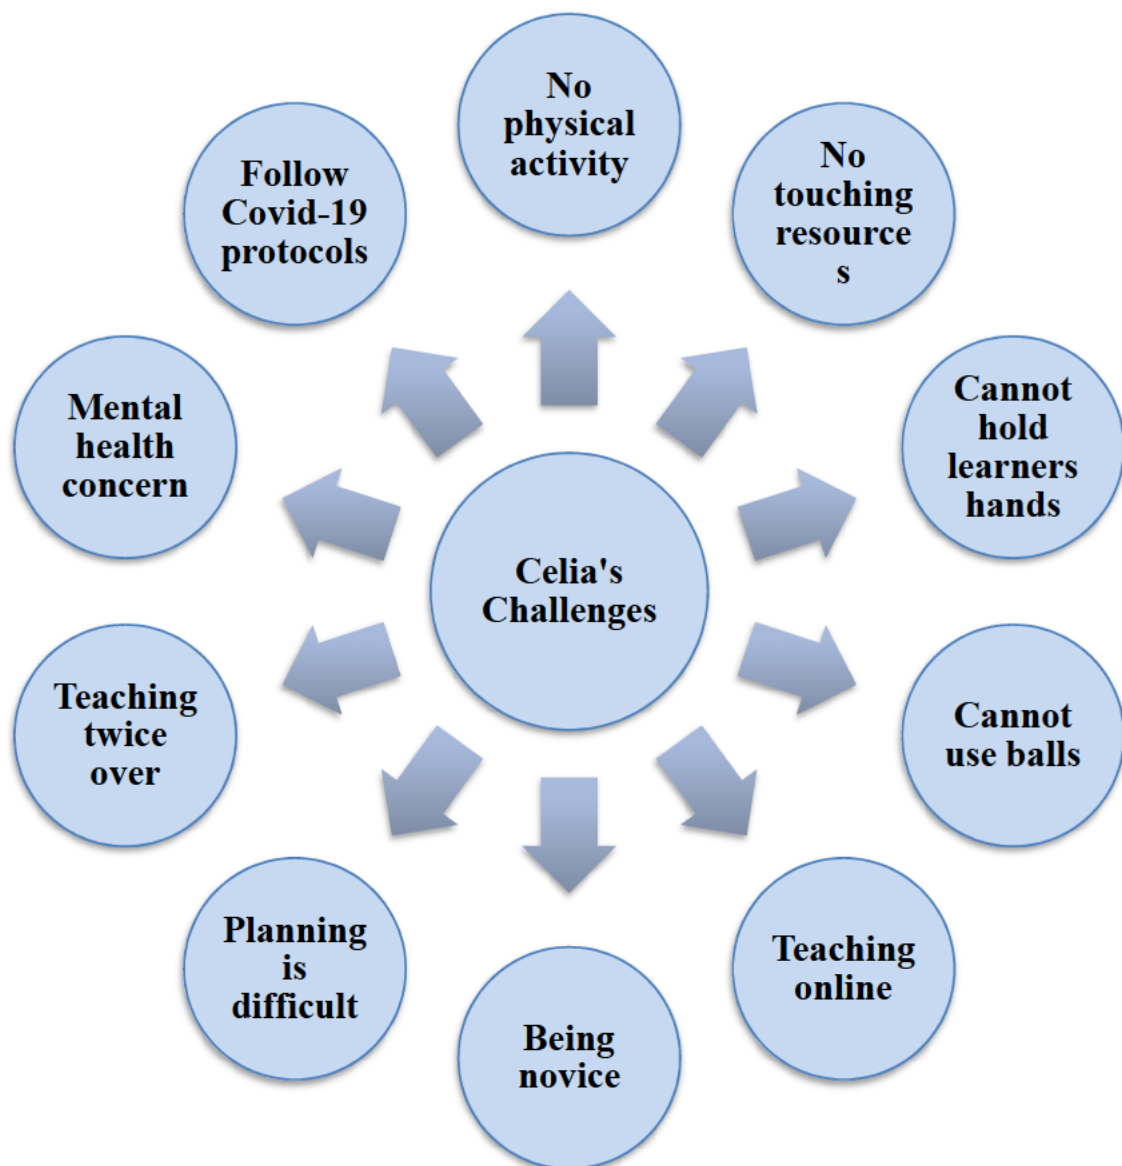 No
physical
activity
No
touching
resource
s
Cannot
hold
learners
hands
Cannot
use balls
Teaching
online
Being
novice
Planning
is
difficult
Teaching
twice
over
Mental
health
concern
Follow
Covid-19
protocols
Celia's
Challenges